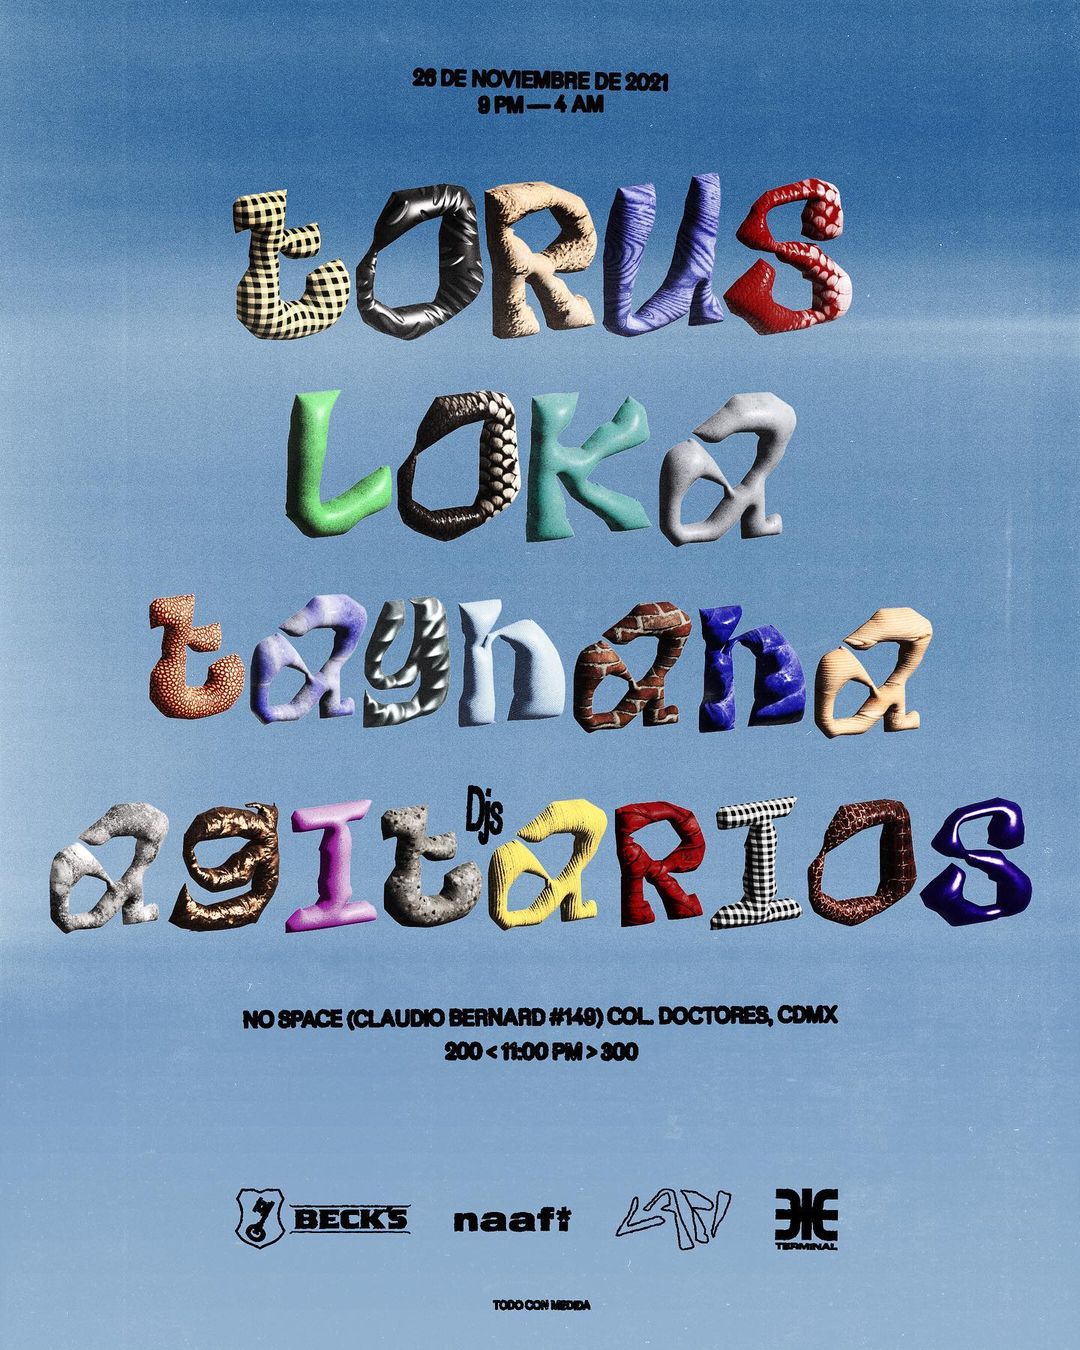 26 DE NOVIEMBRE DE 2021
9 PM — 4 AM
tORUS
LOKa
tayhana
Djs
agItaRIOS
NO SPACE (CLAUDIO BERNARD #149) COL. DOCTORES, CDMX
200 < 11:00 PM > 300
BECK'S
naafi
TERMINAL
TODO CON MEDIDA